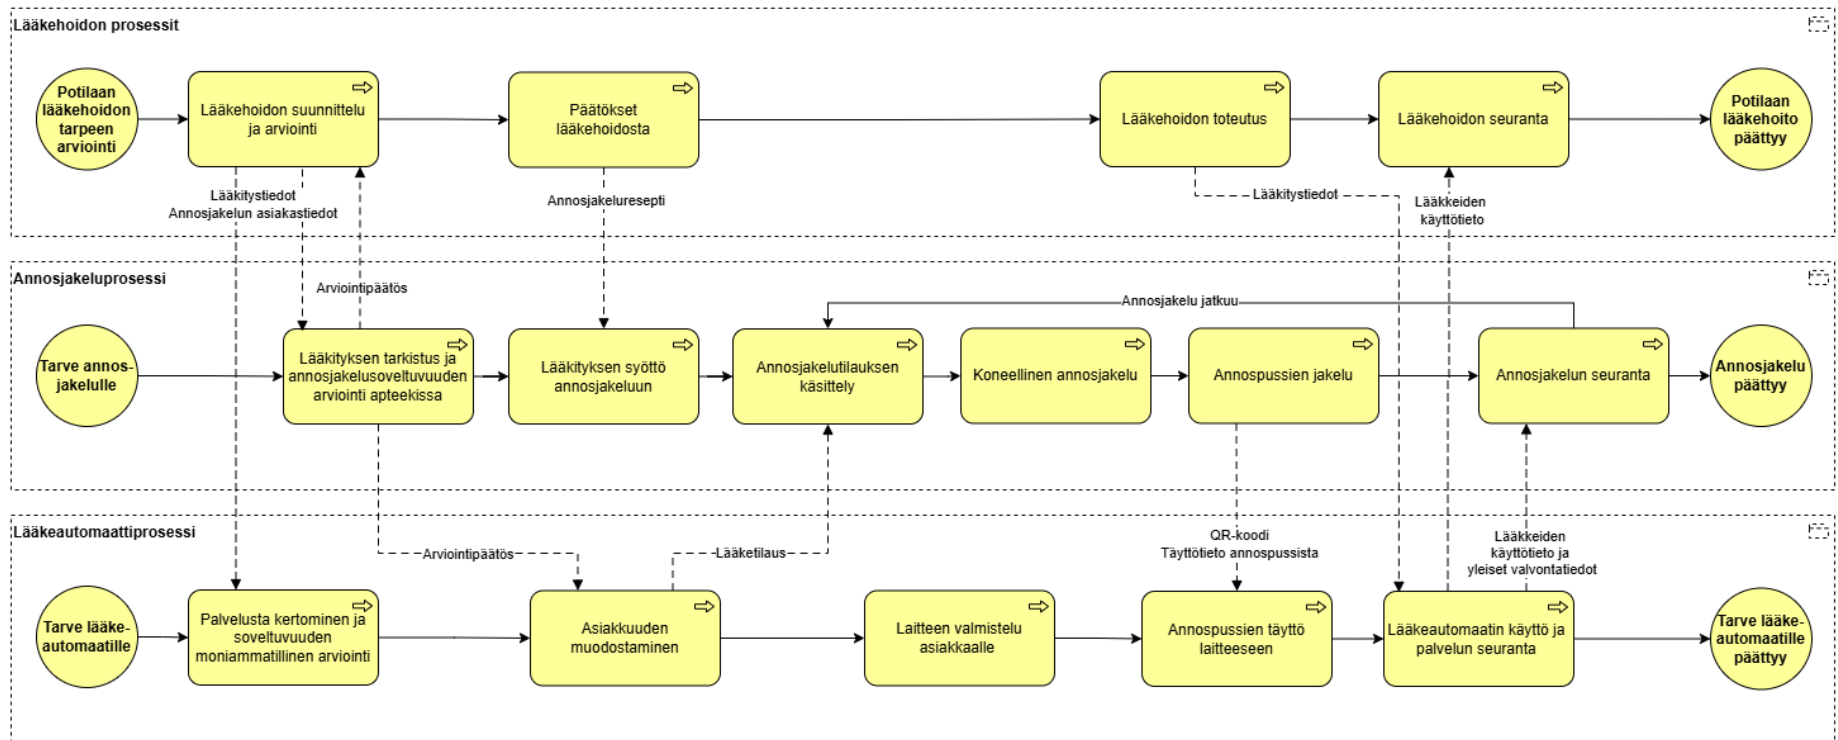 Lääkehoidon prosessit
Potilaan
lääkehoidon
tarpeen
arviointi
Lääkehoidon suunnittelu
ja arviointi
Päätökset
lääkehoidosta
Lääkehoidon toteutus
Lääkehoidon seuranta
Potilaan
lääkehoito
päättyy
Lääkitystiedot
Annosjakelun asiakastiedot
Annosjakeluresepti
Lääkitystiedot
Lääkkeiden
käyttötieto
Annosjakeluprosessi
Arviointipäätös
Annosjakelu jatkuu
Tarve annos-
jakelulle
Lääkityksen tarkistus ja
annosjakelusoveltuvuuden
arviointi apteekissa
Lääkityksen syöttö
annosjakeluun
Annosjakelutilauksen
käsittely
Koneellinen annosjakelu
Annospussien jakelu
Annosjakelun seuranta
Annosjakelu
päättyy
Lääkeautomaattiprosessi
Arviointipäätös
Lääketilaus
QR-koodi
Täyttötieto annospussista
Lääkkeiden
käyttötieto ja
yleiset valvontatiedot
Tarve lääke-
automaatille
Palvelusta kertominen ja
soveltuvuuden
moniammatillinen arviointi
Asiakkuuden
muodostaminen
Laitteen valmistelu
asiakkaalle
Annospussien täyttö
laitteeseen
Lääkeautomaatin käyttö ja
palvelun seuranta
Tarve lääke-
automaatille
päättyy